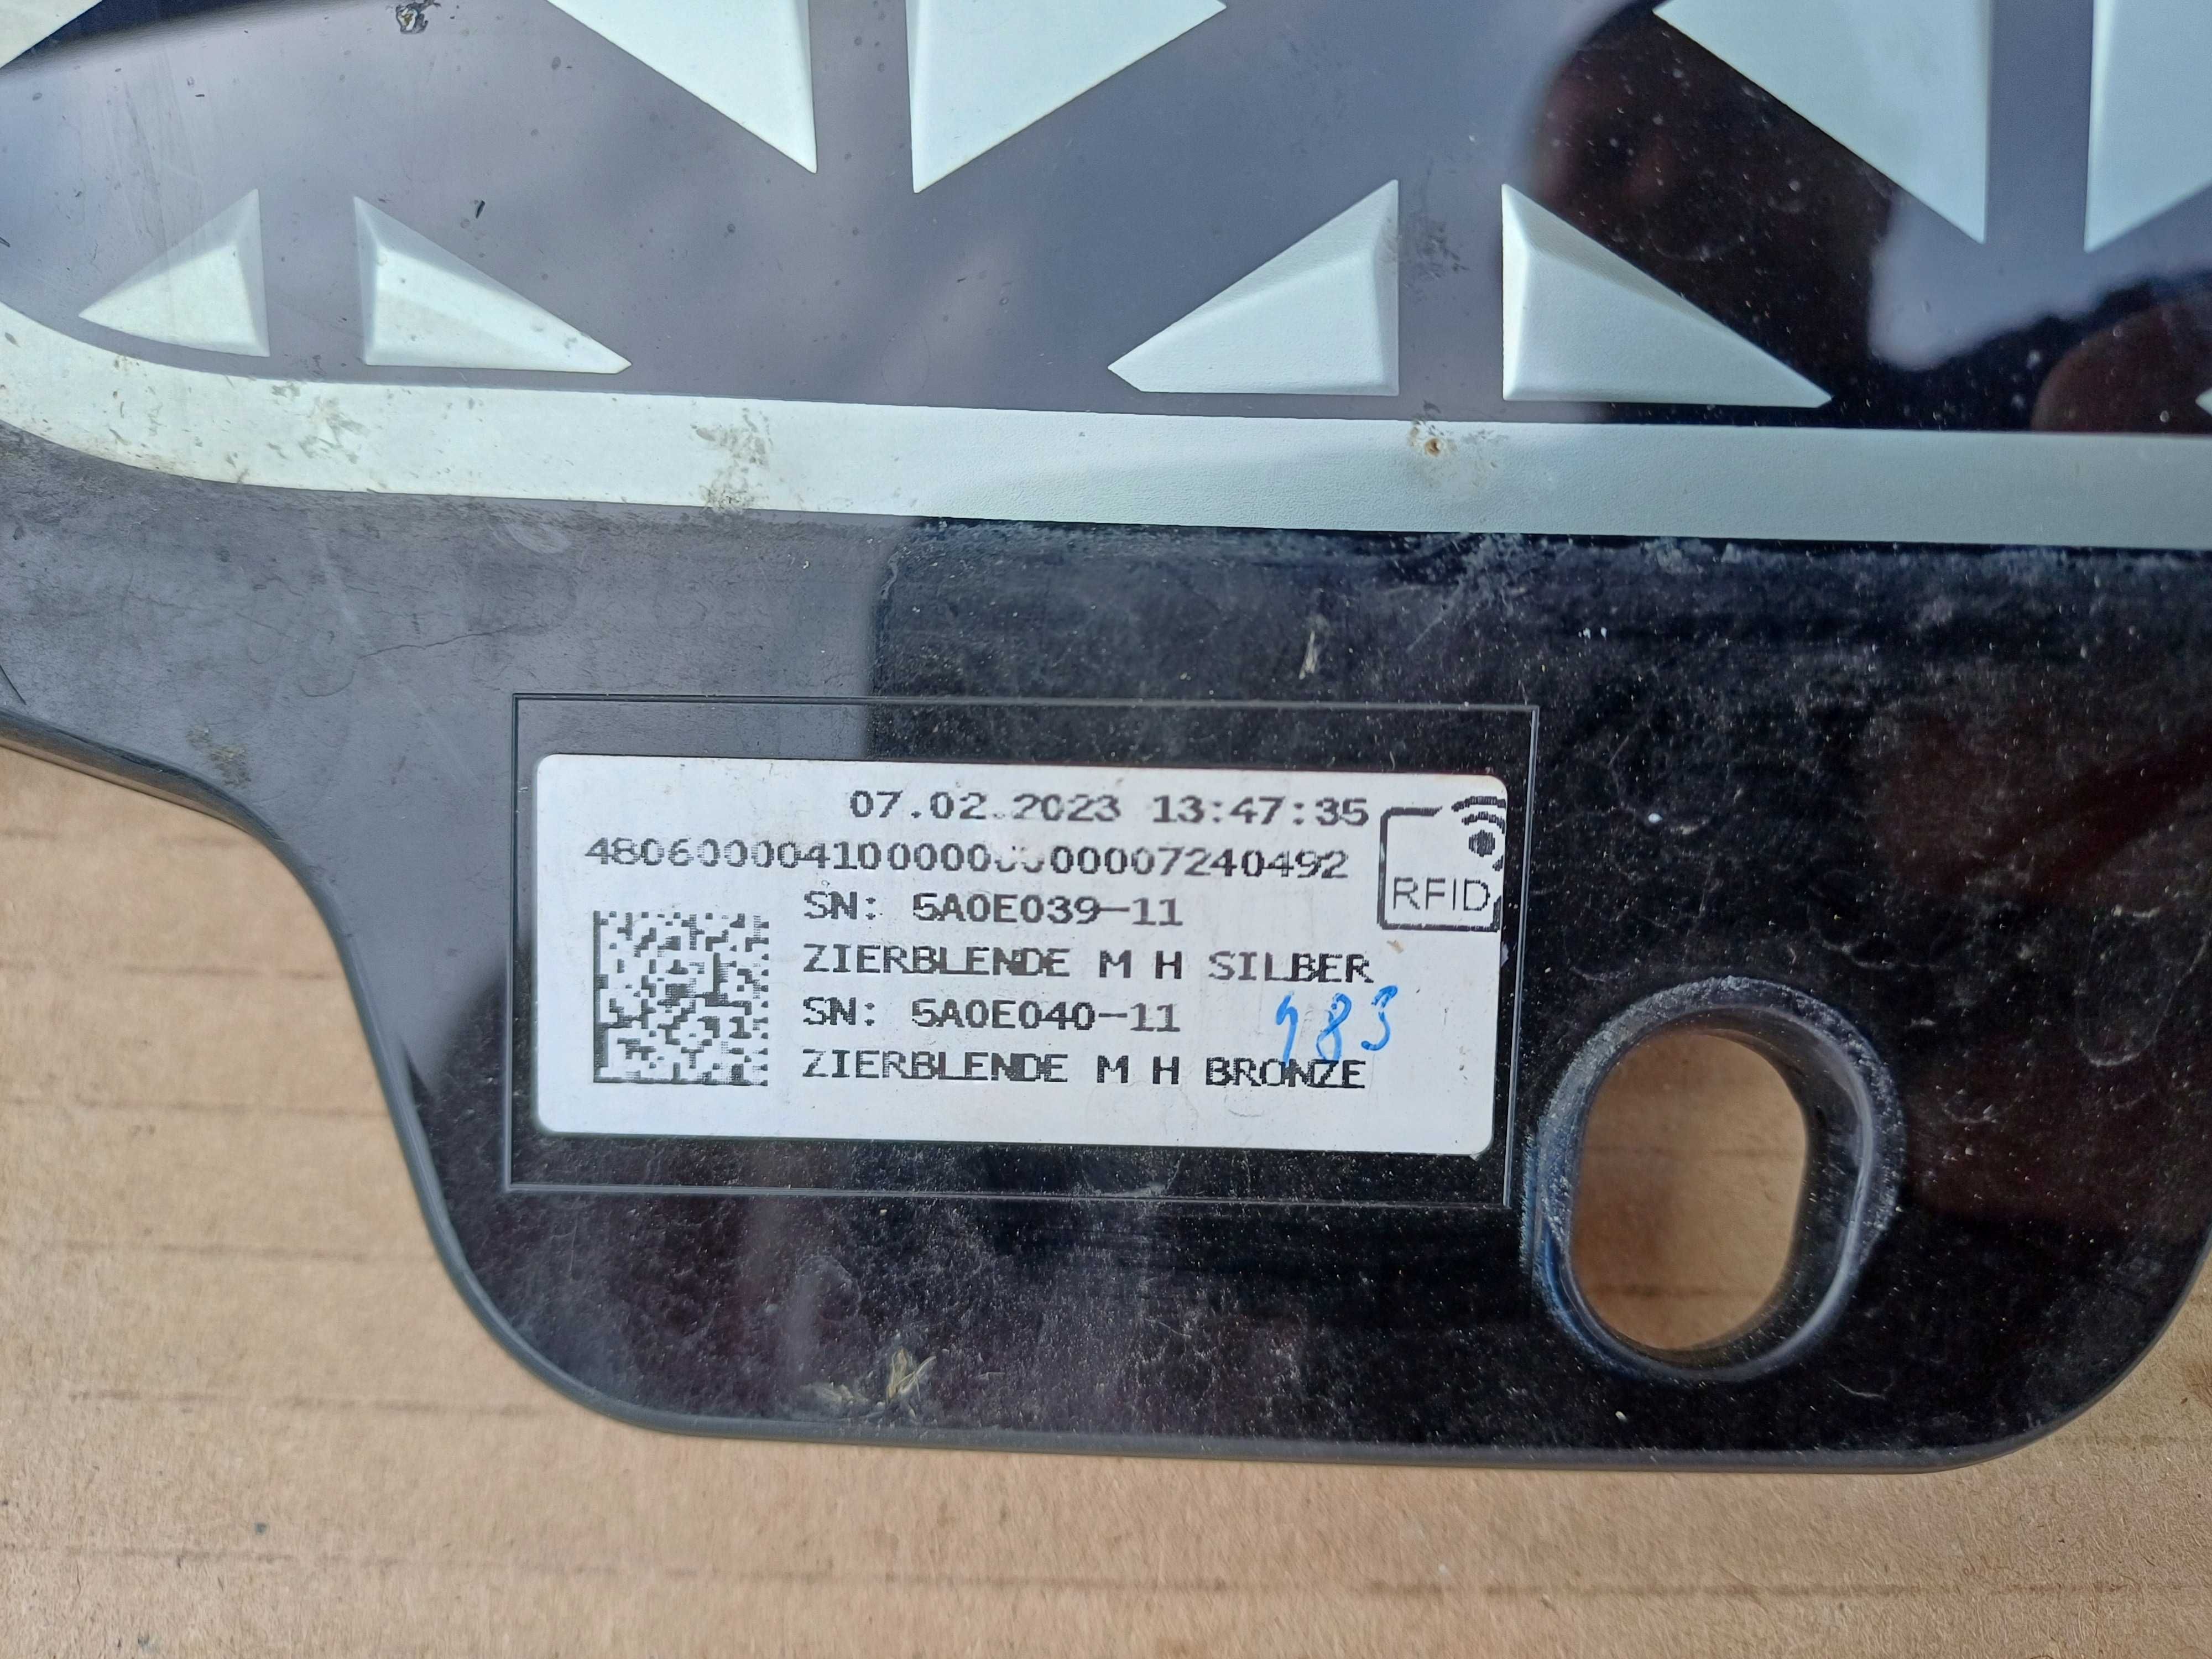 07.02.2023 13:47:35
RFID
SN: 5A0E039-11
ZIERBLENDE M H SILBER
SN: 5A0E040-11
ZIERBLENDE M H BRONZE